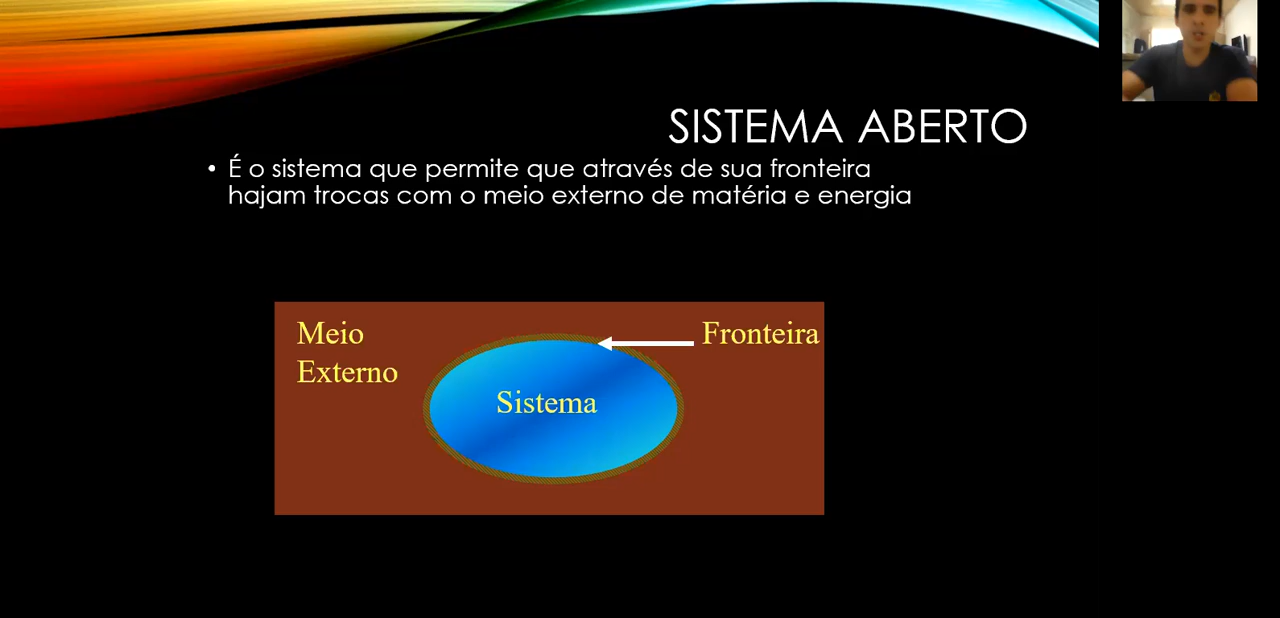 SISTEMA ABERTO
• É o sistema que permite que através de sua fronteira
hajam trocas com o meio externo de matéria e energia
Meio
Externo
Fronteira
Sistema